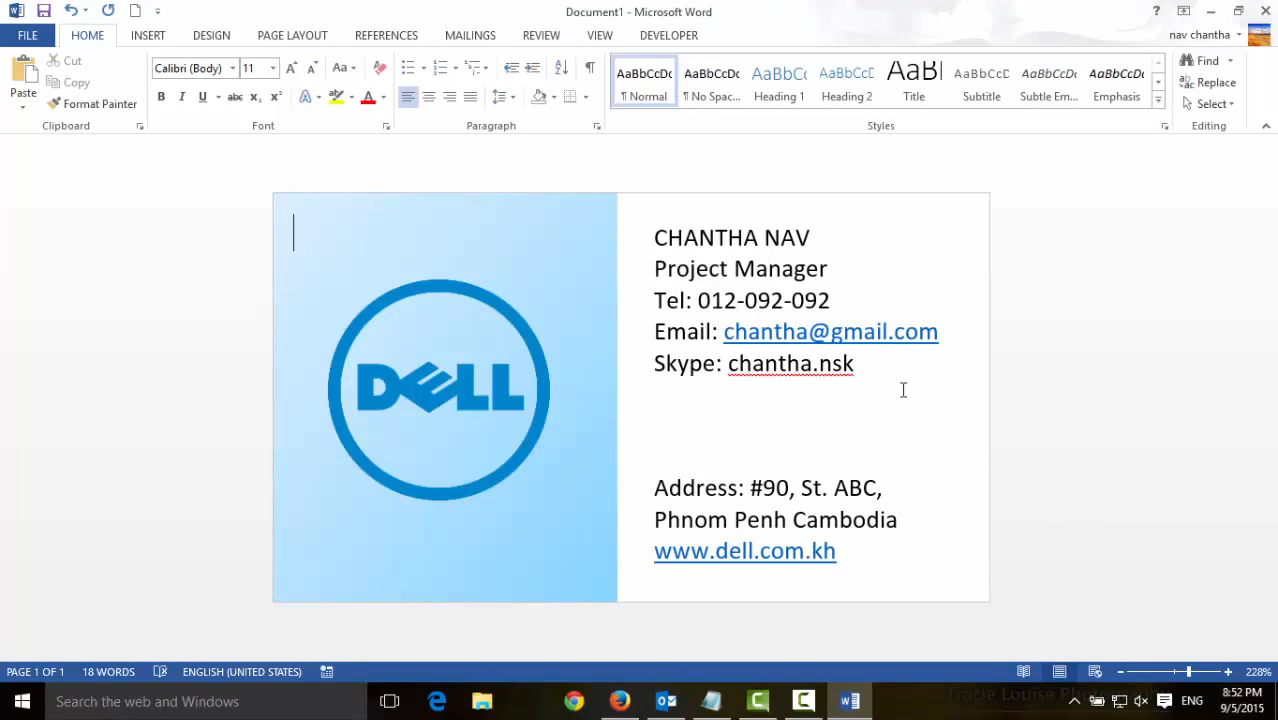 Document1 - Microsoft Word
nav chantha
FILE HOME INSERT DESIGN PAGE LAYOUT REFERENCES MAILINGS REVIEW VIEW DEVELOPER
Paste
Cut
Copy
Format Painter
Clipboard
Calibri (Body) 11
Font
Paragraph
AaBbCcDc AaBbCcDc AaBbCc AaBbCcD AaBl AaBbCcD AaBbCcDc AaBbCcDc
¶ Normal ¶ No Spac... Heading 1 Heading 2 Title Subtitle Subtle Em... Emphasis
Styles
Find
Replace
Select
Editing
DELL
CHANTHA NAV
Project Manager
Tel: 012-092-092
Email: chantha@gmail.com
Skype: chantha.nsk
Address: #90, St. ABC,
Phnom Penh Cambodia
www.dell.com.kh
PAGE 1 OF 1 18 WORDS ENGLISH (UNITED STATES) 228%
Search the web and Windows
Tracie Louise
ENG
8:52 PM
9/5/2015